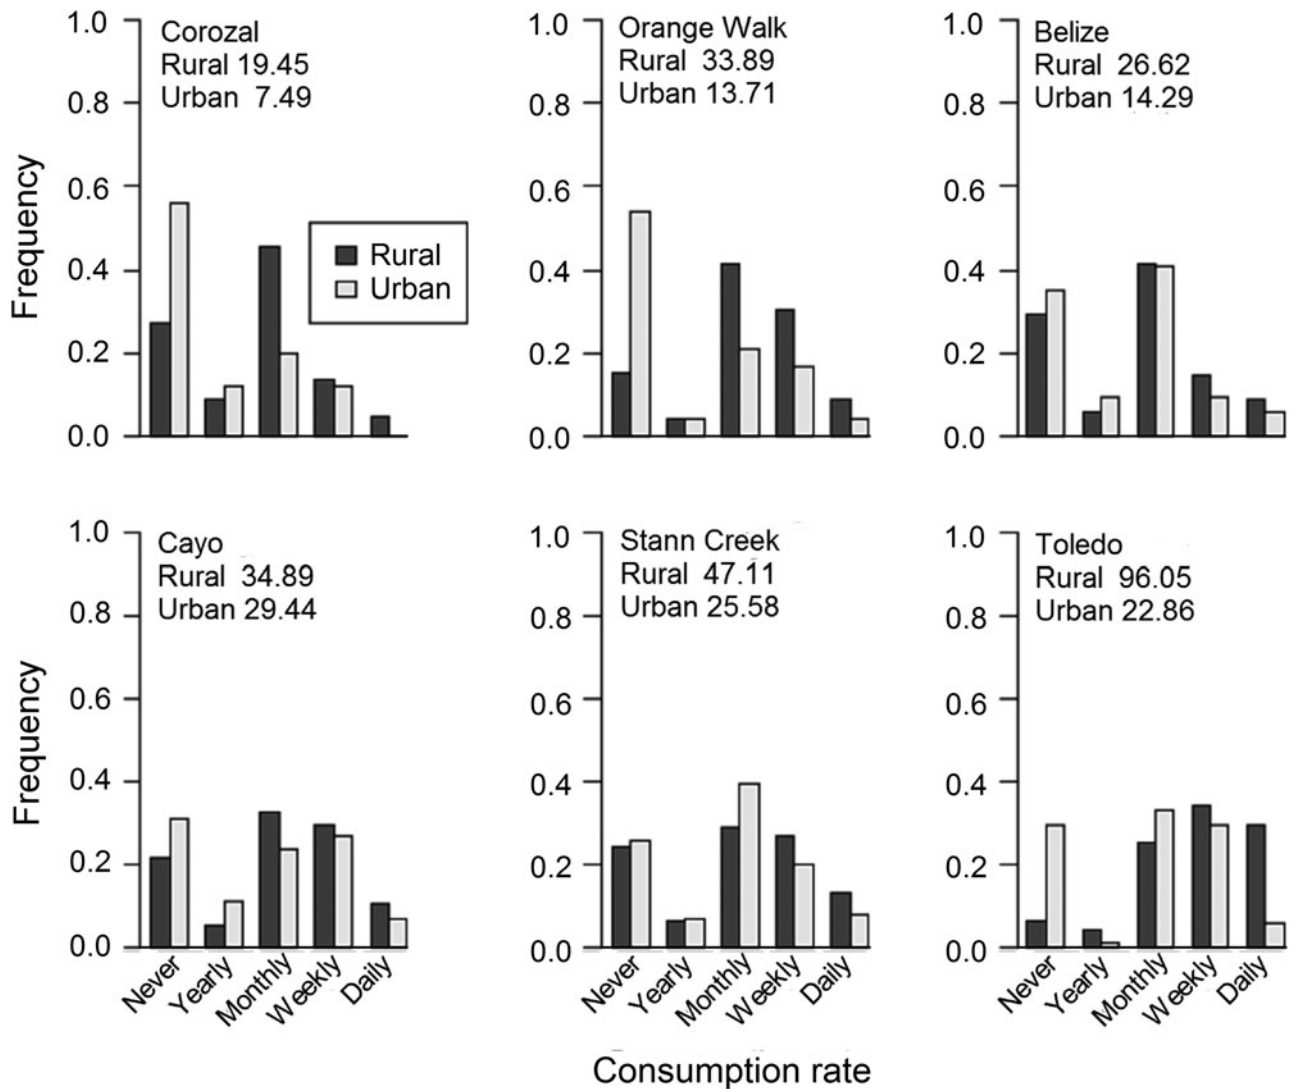 1.0
0.8
0.6
0.4
0.2
0.0
Frequency
Corozal
Rural 19.45
Urban 7.49
Rural
Urban
1.0
0.8
0.6
0.4
0.2
0.0
Orange Walk
Rural 33.89
Urban 13.71
1.0
0.8
0.6
0.4
0.2
0.0
Belize
Rural 26.62
Urban 14.29
1.0
0.8
0.6
0.4
0.2
0.0
Frequency
Cayo
Rural 34.89
Urban 29.44
Never
Yearly
Monthly
Weekly
Daily
1.0
0.8
0.6
0.4
0.2
0.0
Stann Creek
Rural 47.11
Urban 25.58
Never
Yearly
Monthly
Weekly
Daily
1.0
0.8
0.6
0.4
0.2
0.0
Toledo
Rural 96.05
Urban 22.86
Never
Yearly
Monthly
Weekly
Daily
Consumption rate